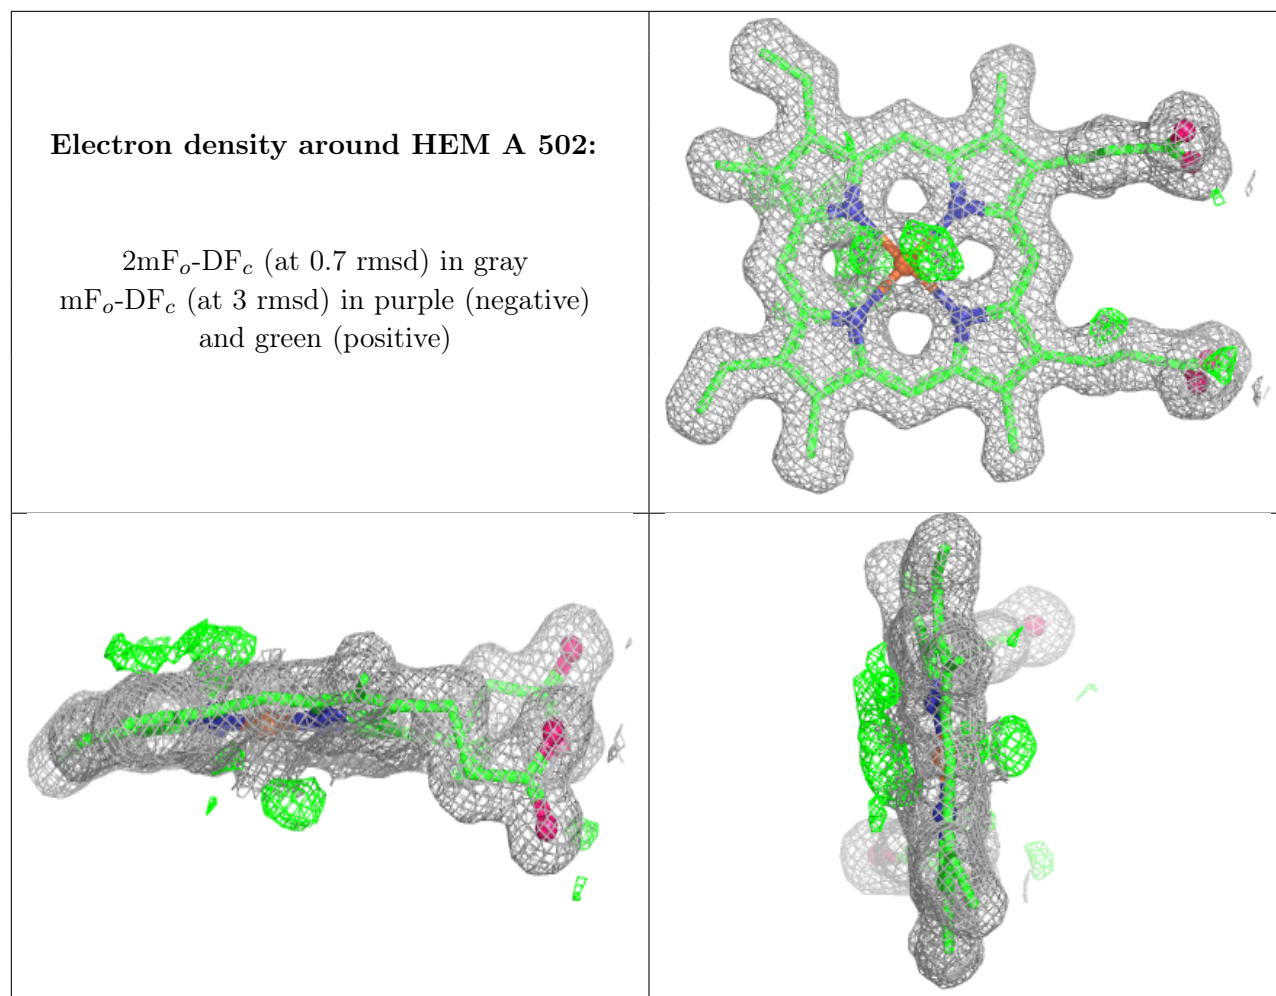 Electron density around HEM A 502:
2mFo-DFc (at 0.7 rmsd) in gray
mFo-DFc (at 3 rmsd) in purple (negative)
and green (positive)